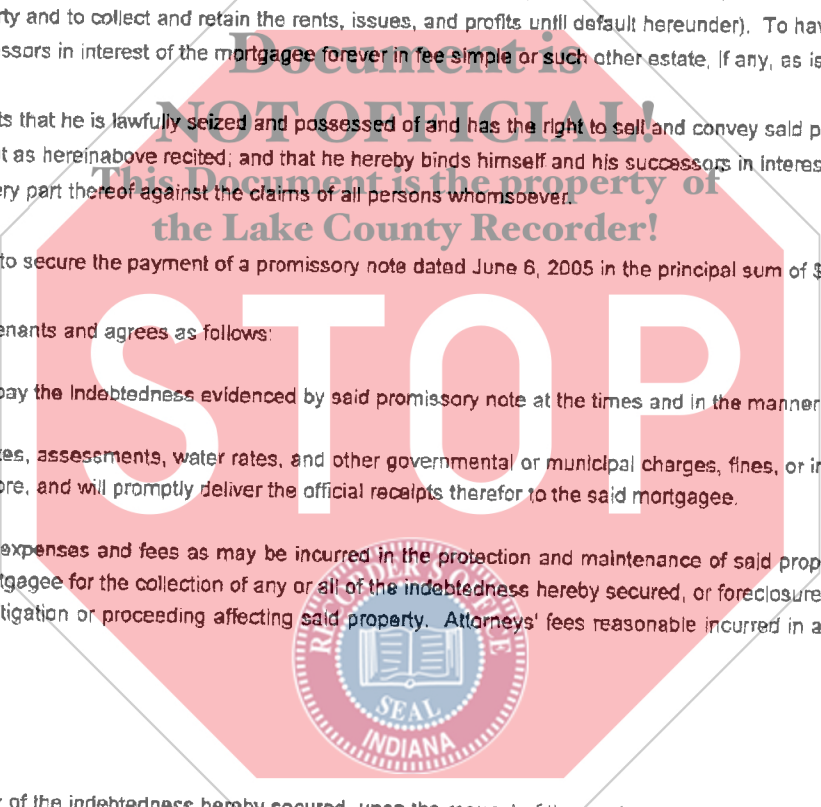 rty and to collect and retain the rents, issues, and profits until default hereunder). To hav
ssors in interest of the mortgagee forever in fee simple or such other estate, if any, as is
Document is
NOT OFFICIAL!
This Document is the property of
the Lake County Recorder!
ts that he is lawfully seized and possessed of and has the right to sell and convey said p
t as hereinabove recited; and that he hereby binds himself and his successors in interes
ery part thereof against the claims of all persons whomsoever.
to secure the payment of a promissory note dated June 6, 2005 in the principal sum of $
enants and agrees as follows:
STOP
pay the indebtedness evidenced by said promissory note at the times and in the manner
es, assessments, water rates, and other governmental or municipal charges, fines, or in
ore, and will promptly deliver the official receipts therefor to the said mortgagee.
expenses and fees as may be incurred in the protection and maintenance of said prop
tgagee for the collection of any or all of the indebtedness hereby secured, or foreclosure
tigation or proceeding affecting said property. Attorneys' fees reasonable incurred in a
RECORDER OFFICE
SEAL
INDIANA
of the indebtedness hereby secured, upon the